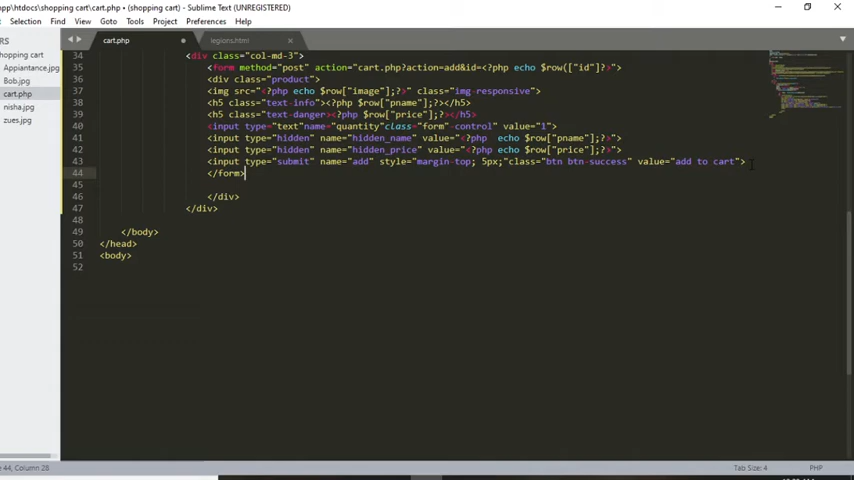 pp\htdocs\shopping cart\cart.php • (shopping cart) - Sublime Text (UNREGISTERED)
Selection Find View Goto Tools Project Preferences Help
RS
hopping cart
Appiantance.jpg
Bob.jpg
cart.php
nisha.jpg
zues.jpg
cart.php
legions.html
34 <div class="col-md-3">
35 <form method="post" action="cart.php?action=add&id=<?php echo $row(["id"]?>">
36 <div class="product">
37 <img src="<?php echo $row["image"];?>" class="img-responsive">
38 <h5 class="text-info"><?php $row["pname"];?></h5>
39 <h5 class="text-danger><?php $row["price"];?></h5>
40 <input type="text"name="quantity"class="form"-control" value="1">
41 <input type="hidden" name="hidden_name" value="<?php echo $row["pname"];?>">
42 <input type="hidden" name="hidden_price" value="<?php echo $row["price"];?>">
43 <input type="submit" name="add" style="margin-top; 5px;"class="btn btn-success" value="add to cart">
44 </form>
45
46 </div>
47 </div>
48
49 </body>
50 </head>
51 <body>
52
44, Column 28
Tab Size: 4
PHP